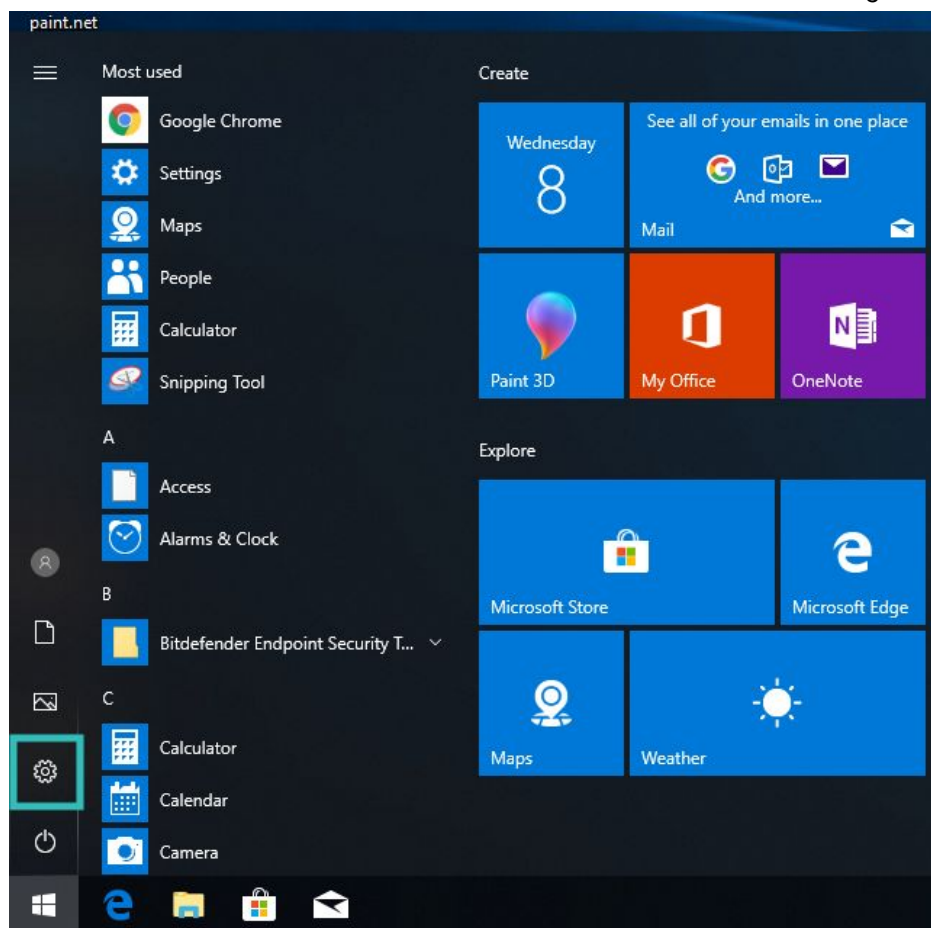 paint.net
Most used
Google Chrome
Settings
Maps
People
Calculator
Snipping Tool
A
Access
Alarms & Clock
B
Bitdefender Endpoint Security T...
C
Calculator
Calendar
Camera
Create
Wednesday
8
See all of your emails in one place
And more...
Mail
Paint 3D
My Office
N
OneNote
Explore
Microsoft Store
Microsoft Edge
Maps
Weather